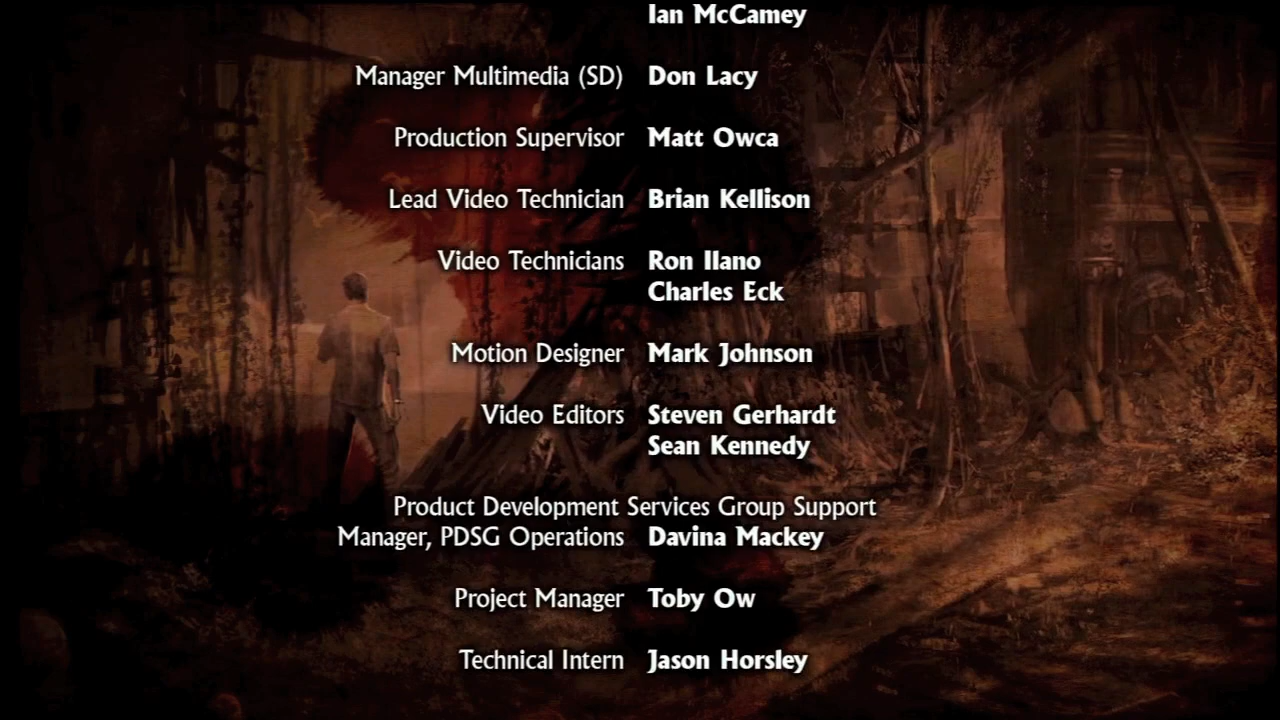 Ian McCamey
Manager Multimedia (SD) Don Lacy
Production Supervisor Matt Owca
Lead Video Technician Brian Kellison
Video Technicians Ron Ilano
Charles Eck
Motion Designer Mark Johnson
Video Editors Steven Gerhardt
Sean Kennedy
Product Development Services Group Support
Manager, PDSG Operations Davina Mackey
Project Manager Toby Ow
Technical Intern Jason Horsley